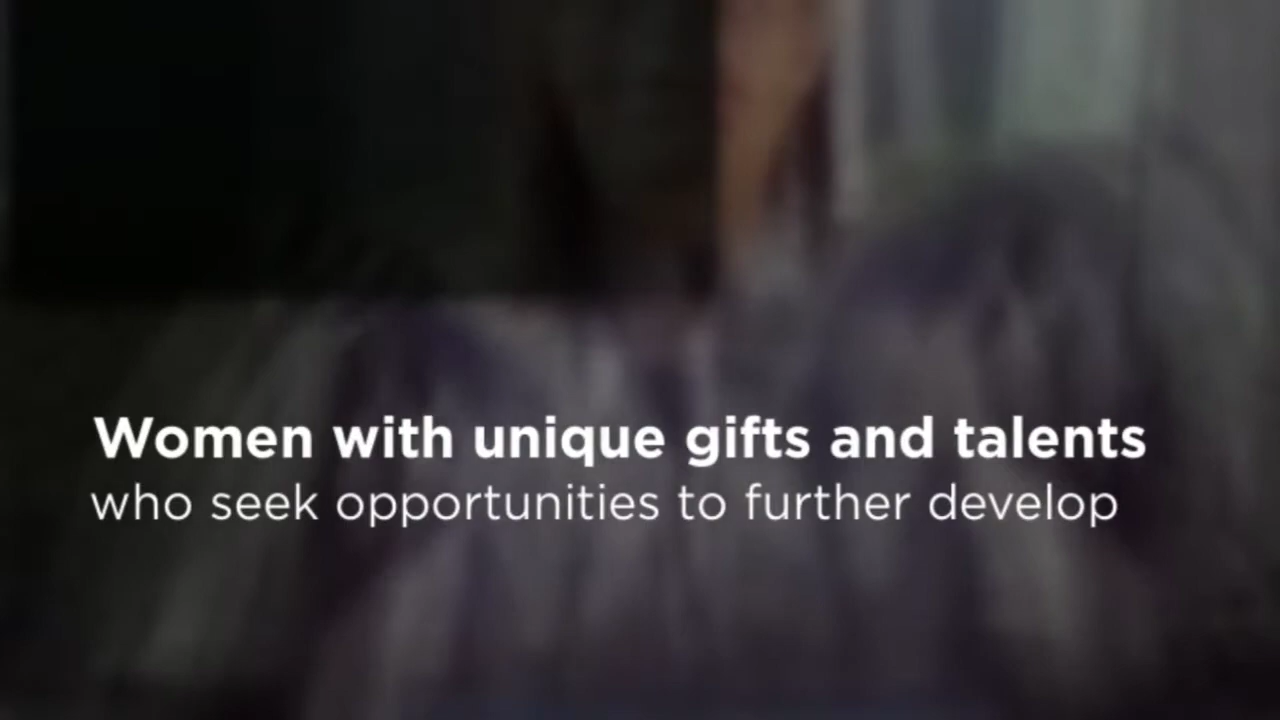 Women with unique gifts and talents
who seek opportunities to further develop